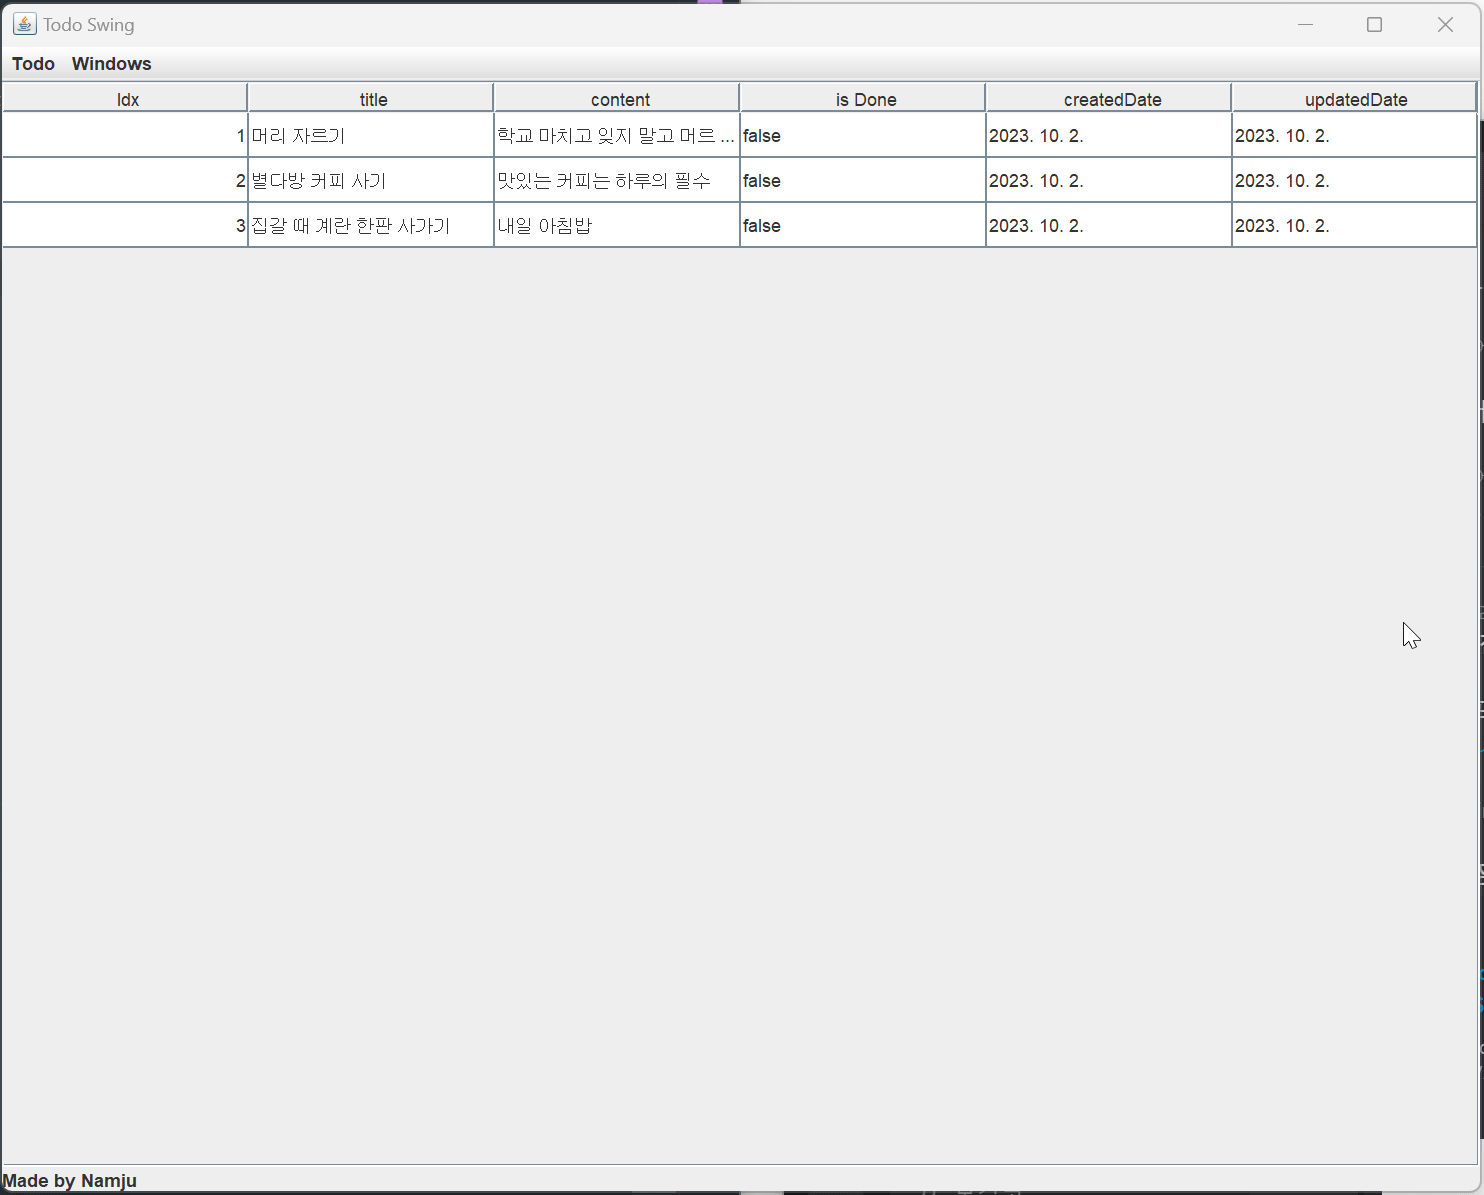 Todo Swing
Todo Windows
Idx title content is Done createdDate updatedDate
1 머리 자르기 학교 마치고 잊지 말고 머르 ... false 2023. 10. 2. 2023. 10. 2.
2 별다방 커피 사기 맛있는 커피는 하루의 필수 false 2023. 10. 2. 2023. 10. 2.
3 집갈 때 계란 한판 사가기 내일 아침밥 false 2023. 10. 2. 2023. 10. 2.
Made by Namju